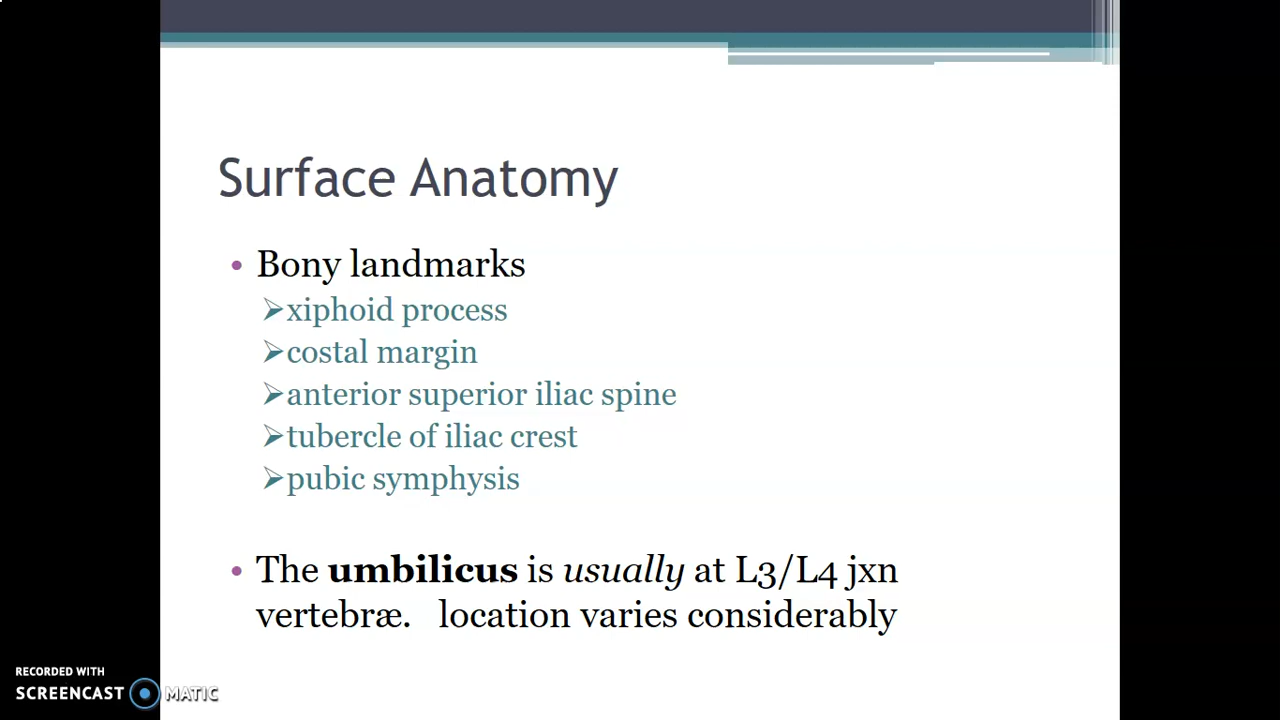 Surface Anatomy
• Bony landmarks
➢xiphoid process
➢costal margin
➢anterior superior iliac spine
➢tubercle of iliac crest
➢pubic symphysis
• The umbilicus is usually at L3/L4 jxn
vertebræ. location varies considerably
RECORDED WITH
SCREENCAST MATIC